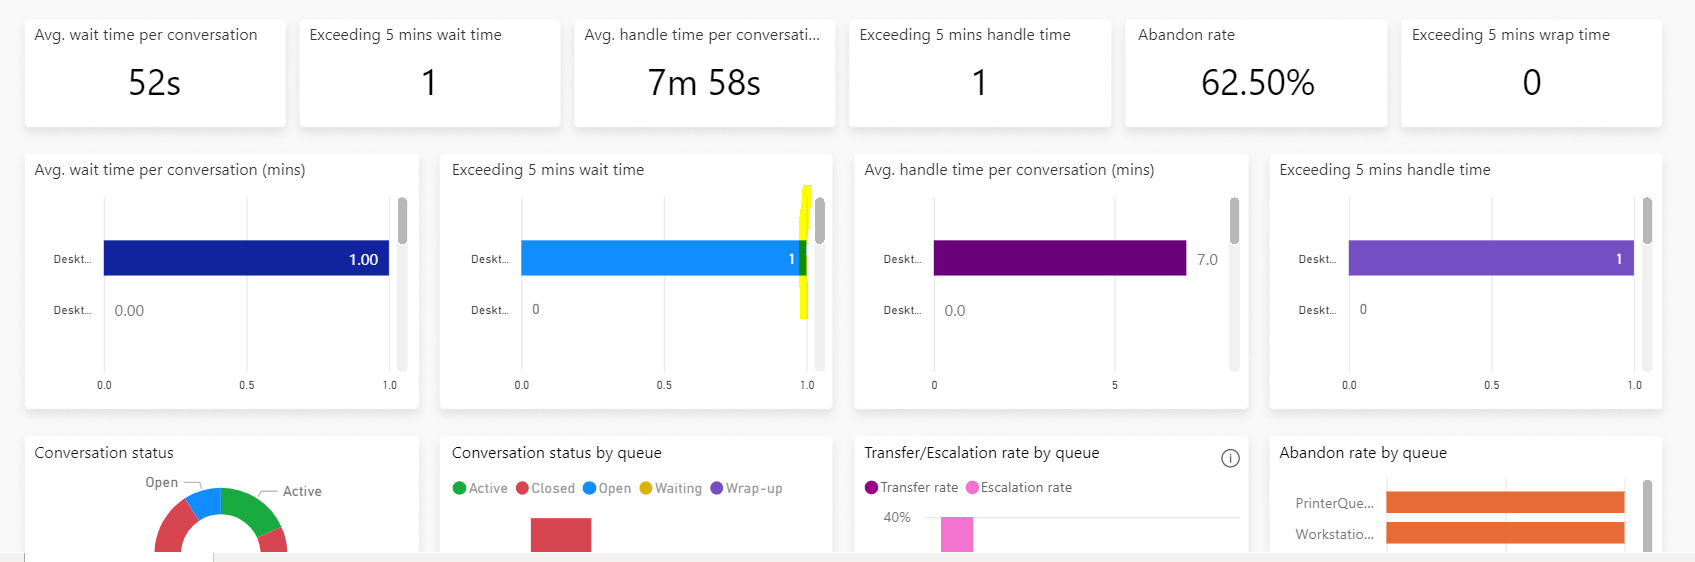 Avg. wait time per conversation
52s
Exceeding 5 mins wait time
1
Avg. handle time per conversati...
7m 58s
Exceeding 5 mins handle time
1
Abandon rate
62.50%
Exceeding 5 mins wrap time
0
Avg. wait time per conversation (mins)
Deskt... 1.00
Deskt... 0.00
0.0 0.5 1.0
Exceeding 5 mins wait time
Deskt... 1
Deskt... 0
0.0 0.5 1.0
Avg. handle time per conversation (mins)
Deskt... 7.0
Deskt... 0.0
0 5
Exceeding 5 mins handle time
Deskt... 1
Deskt... 0
0.0 0.5 1.0
Conversation status
Open
Active
Conversation status by queue
Active Closed Open Waiting Wrap-up
Transfer/Escalation rate by queue
Transfer rate Escalation rate
40%
Abandon rate by queue
PrinterQue...
Workstatio...